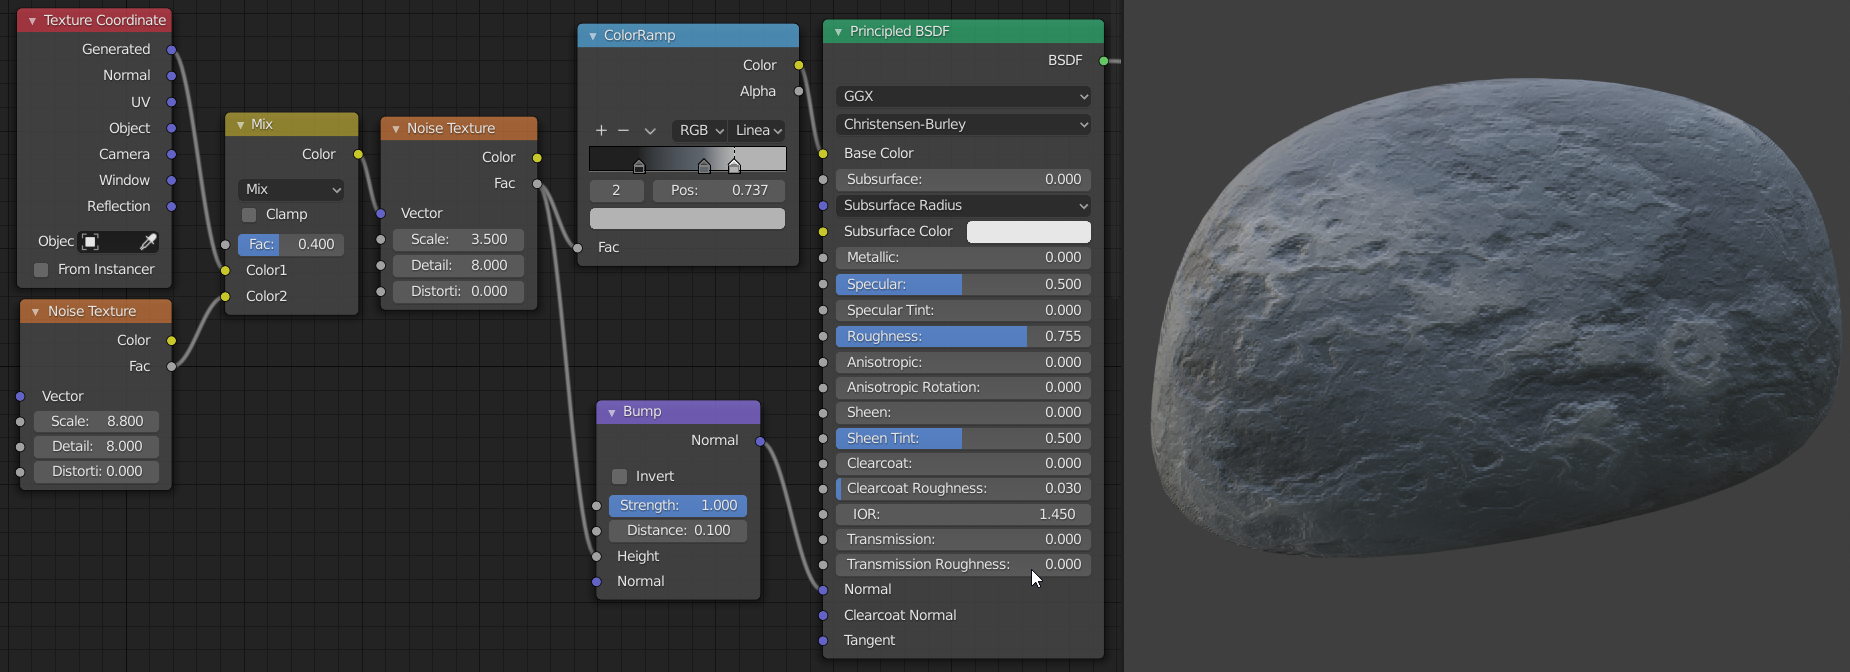 Texture Coordinate
Generated
Normal
UV
Object
Camera
Window
Reflection
Objec
From Instancer
Noise Texture
Color
Fac
Vector
Scale: 8.800
Detail: 8.000
Distorti: 0.000
Mix
Color
Mix
Clamp
Fac: 0.400
Color1
Color2
Noise Texture
Color
Fac
Vector
Scale: 3.500
Detail: 8.000
Distorti: 0.000
ColorRamp
Color
Alpha
+ − RGB Linea
2 Pos: 0.737
Fac
Bump
Normal
Invert
Strength: 1.000
Distance: 0.100
Height
Normal
Principled BSDF
BSDF
GGX
Christensen-Burley
Base Color
Subsurface: 0.000
Subsurface Radius
Subsurface Color
Metallic: 0.000
Specular: 0.500
Specular Tint: 0.000
Roughness: 0.755
Anisotropic: 0.000
Anisotropic Rotation: 0.000
Sheen: 0.000
Sheen Tint: 0.500
Clearcoat: 0.000
Clearcoat Roughness: 0.030
IOR: 1.450
Transmission: 0.000
Transmission Roughness: 0.000
Normal
Clearcoat Normal
Tangent